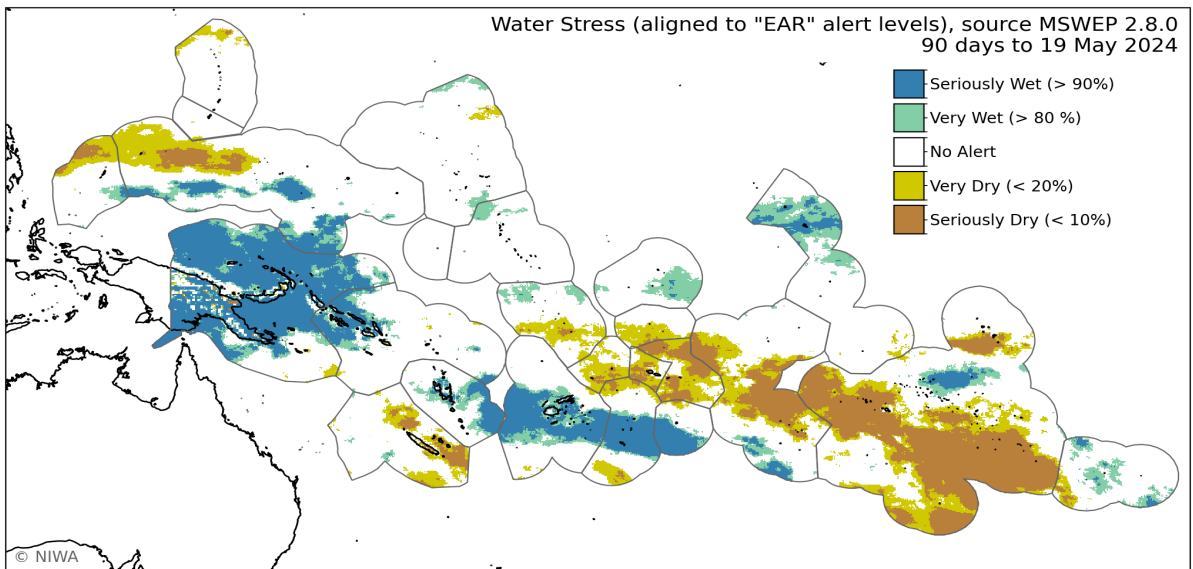 Water Stress (aligned to "EAR" alert levels), source MSWEP 2.8.0
90 days to 19 May 2024
Seriously Wet (> 90%)
Very Wet (> 80 %)
No Alert
Very Dry (< 20%)
Seriously Dry (< 10%)
© NIWA